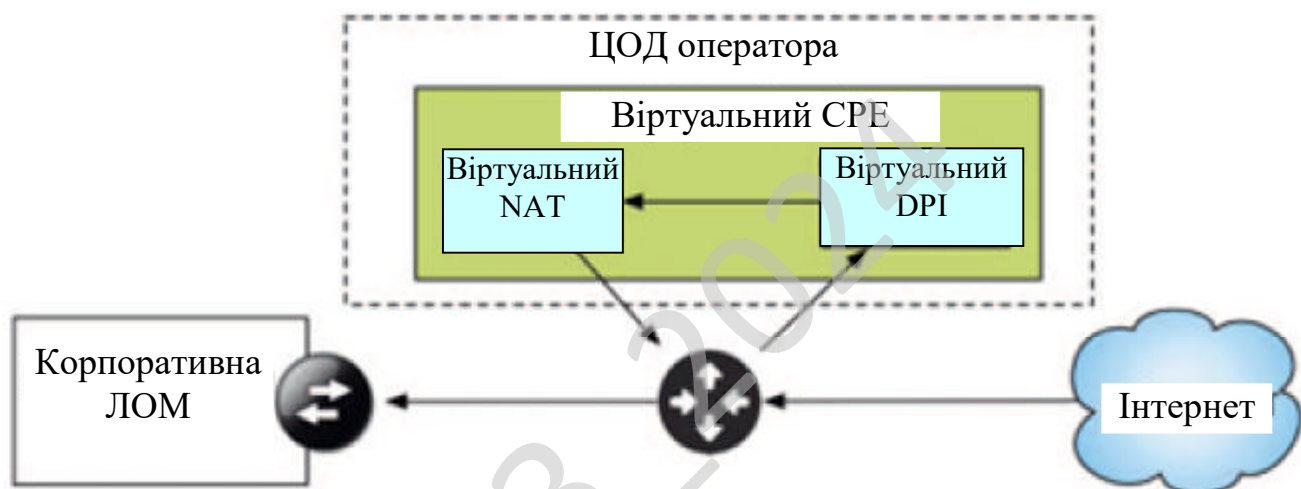 ЦОД оператора
Віртуальний CPE
Віртуальний
NAT
Віртуальний
DPI
Корпоративна
ЛОМ
Інтернет